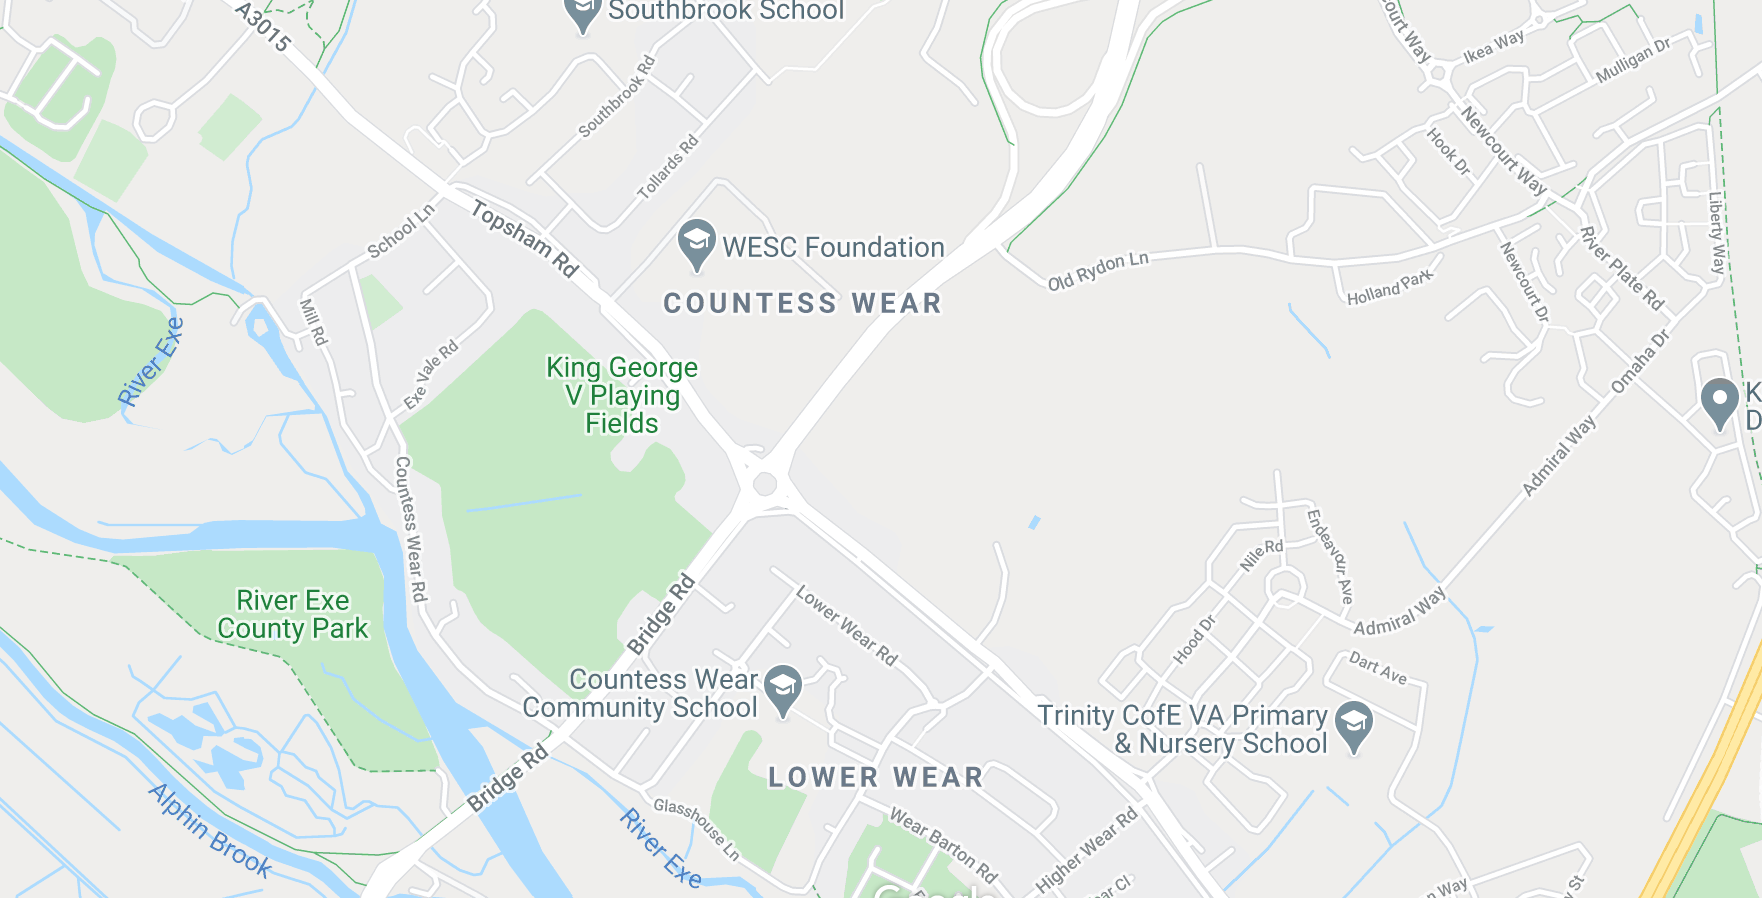 Southbrook School
A3015
Court Way
Ikea Way
Mulligan Dr
Southbrook Rd
Tollards Rd
Newcourt Way
Hook Dr
School Ln
Topsham Rd
WESC Foundation
COUNTESS WEAR
Old Rydon Ln
Holland Park
Newcourt Dr
River Plate Rd
Liberty Way
Mill Rd
River Exe
Exe Vale Rd
King George
V Playing
Fields
Omaha Dr
K
D
Admiral Way
Countess Wear Rd
Endeavour Ave
Nile Rd
River Exe
County Park
Bridge Rd
Lower Wear Rd
Hood Dr
Admiral Way
Dart Ave
Countess Wear
Community School
Trinity CofE VA Primary
& Nursery School
Bridge Rd
LOWER WEAR
Alphin Brook
River Exe
Glasshouse Ln
Wear Barton Rd
Higher Wear Rd
Google